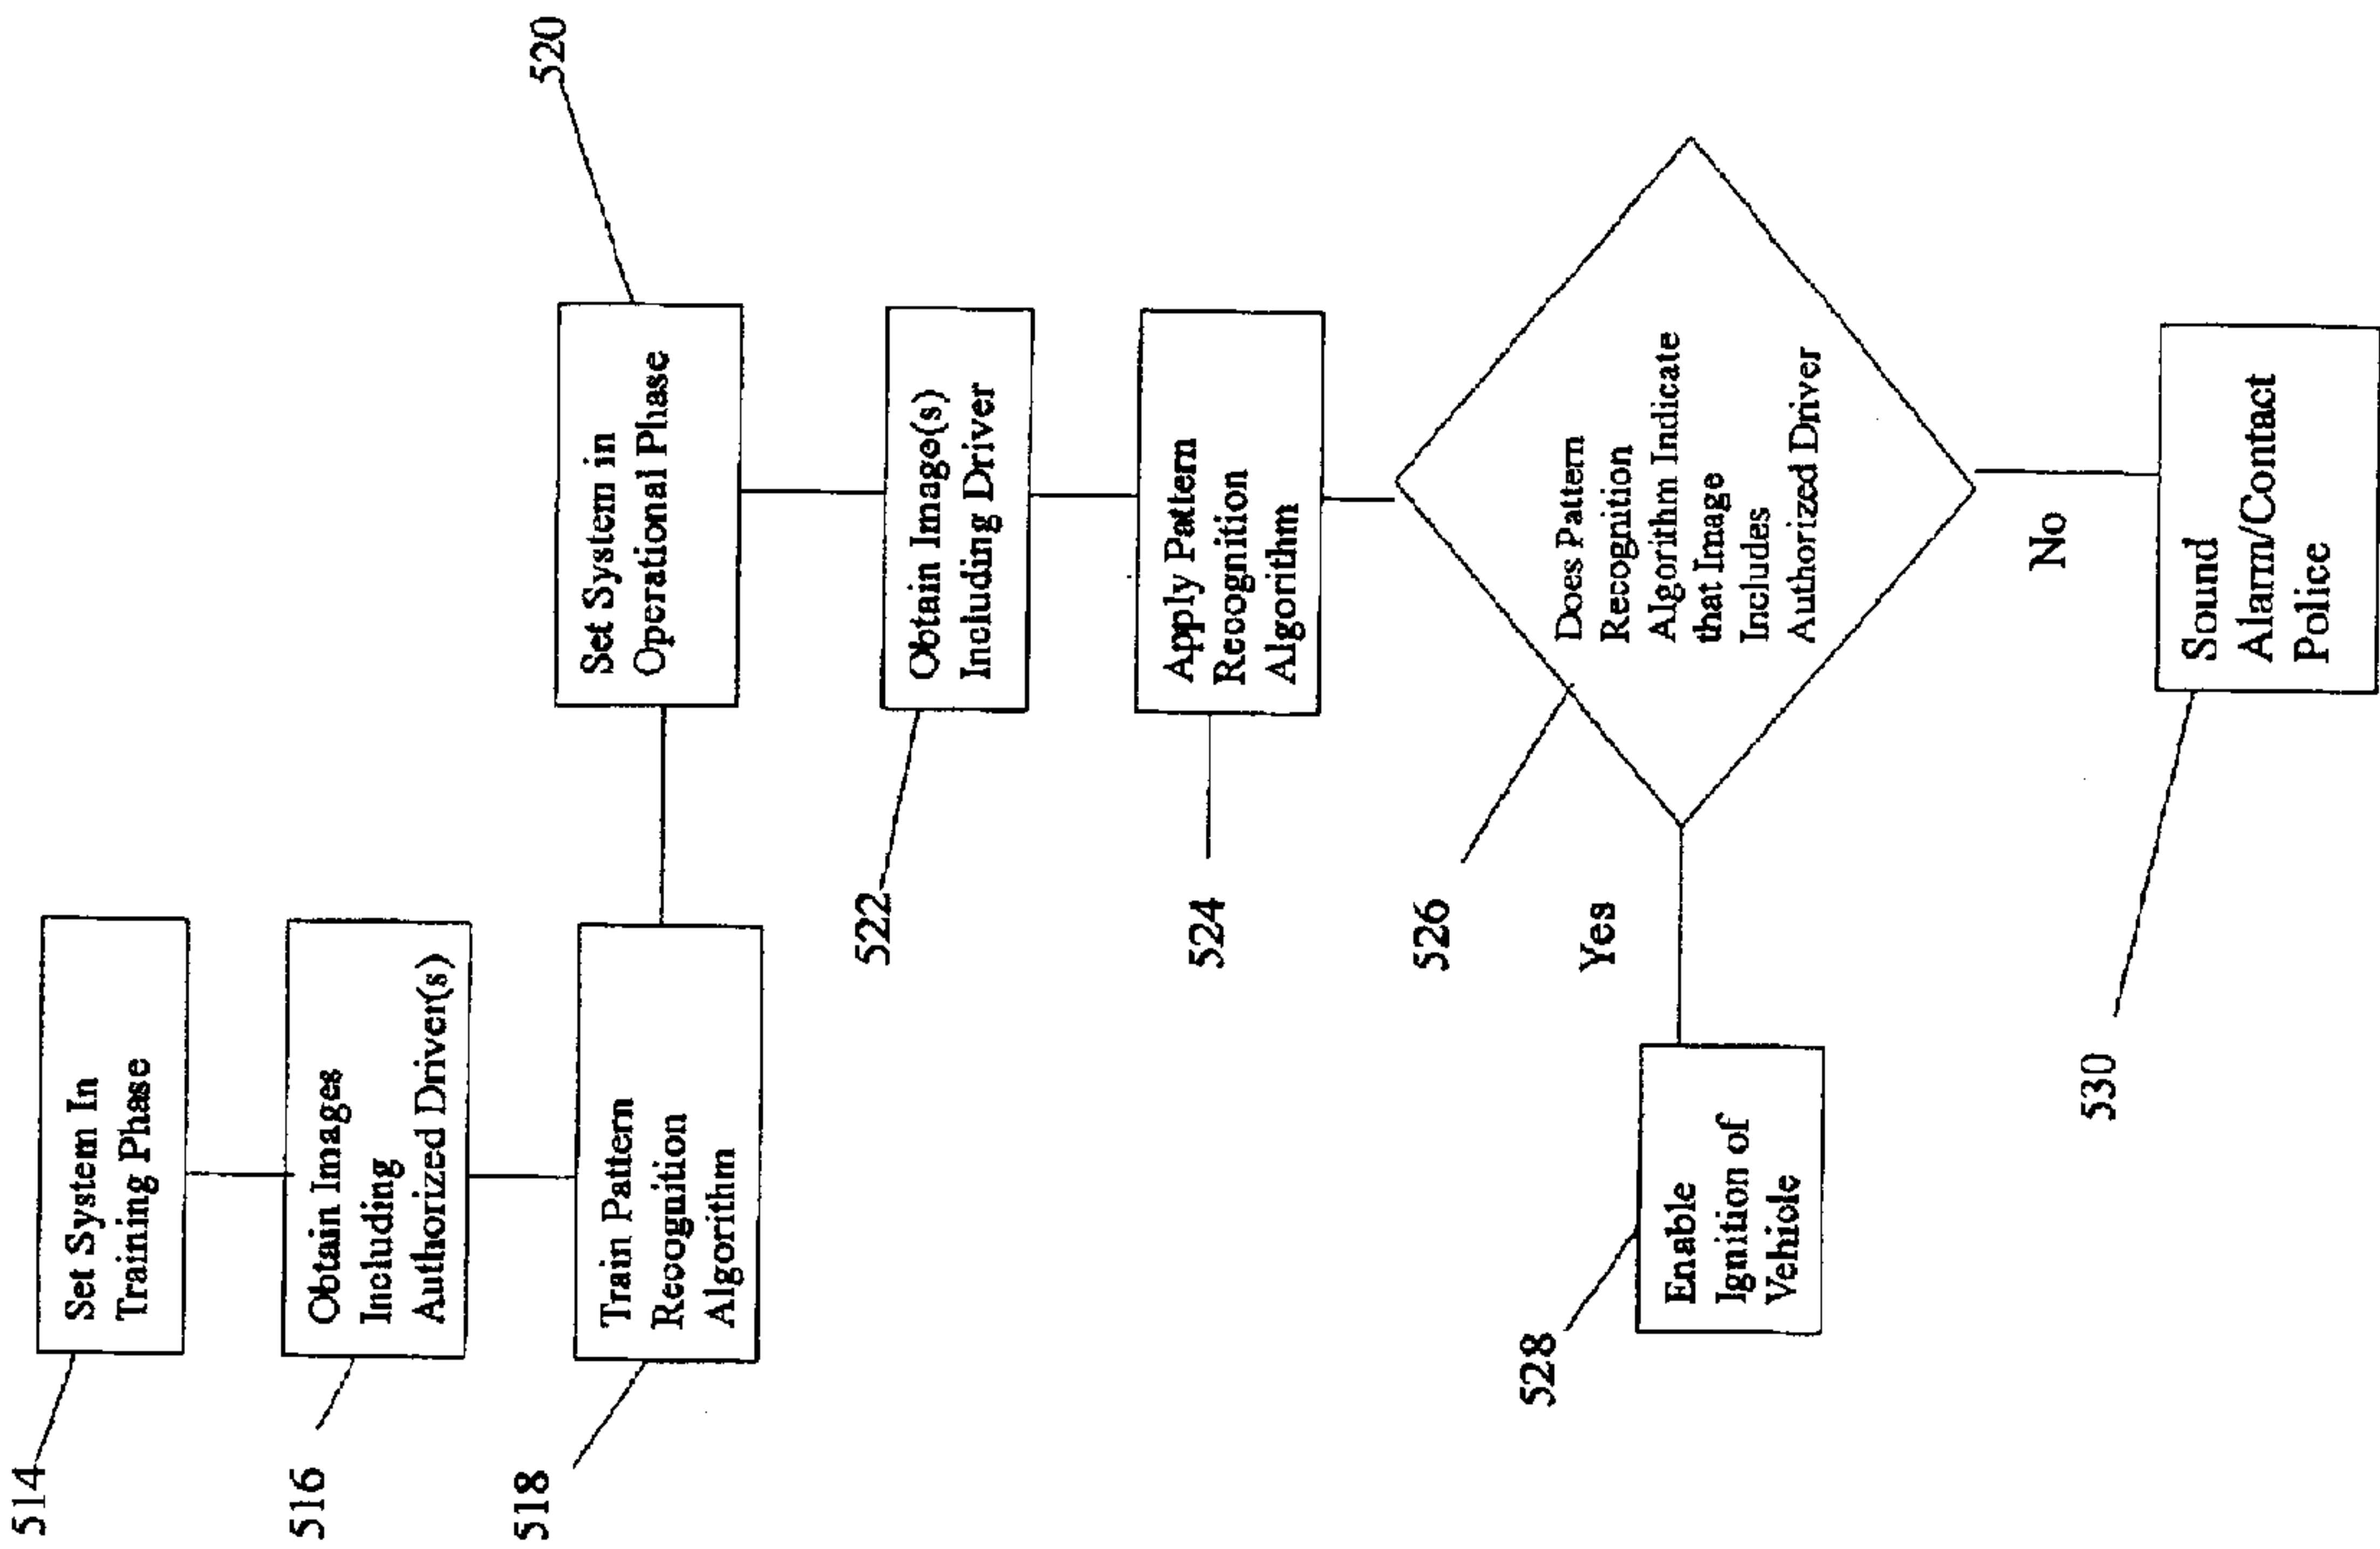 514
Set System In
Training Phase
516
Obtain Images
Including
Authorized Driver(s)
518
Train Pattern
Recognition
Algorithm
520
Set System in
Operational Phase
522
Obtain Image(s)
Including Driver
524
Apply Pattern
Recognition
Algorithm
526
Does Pattern
Recognition
Algorithm Indicate
that Image
Includes
Authorized Driver
Yes
528
Enable
Ignition of
Vehiole
No
530
Sound
Alarm/Contact
Police